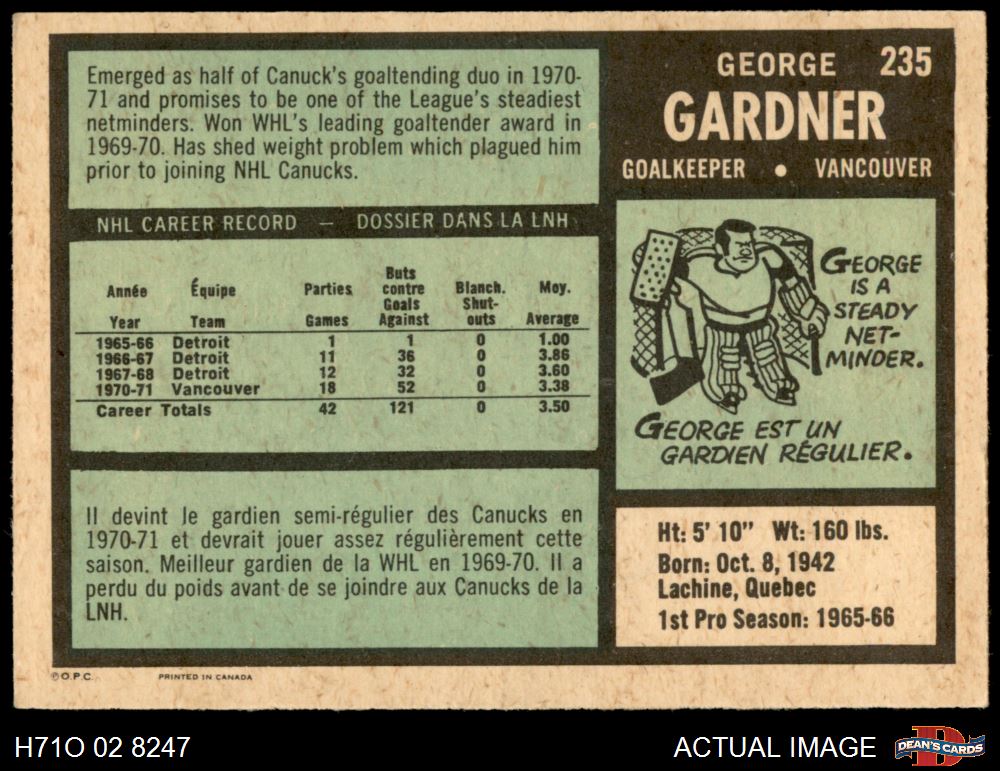 Emerged as half of Canuck's goaltending duo in 1970-
71 and promises to be one of the League's steadiest
netminders. Won WHL's leading goaltender award in
1969-70. Has shed weight problem which plagued him
prior to joining NHL Canucks.
GEORGE 235
GARDNER
GOALKEEPER • VANCOUVER
NHL CAREER RECORD — DOSSIER DANS LA LNH
Année Équipe Parties Buts contre Blanch. Moy.
Year Team Games Goals Against Shut-outs Average
1965-66 Detroit 1 1 0 1.00
1966-67 Detroit 11 36 0 3.86
1967-68 Detroit 12 32 0 3.60
1970-71 Vancouver 18 52 0 3.38
Career Totals 42 121 0 3.50
GEORGE
IS A
STEADY
NET-
MINDER.
GEORGE EST UN
GARDIEN RÉGULIER.
Il devint le gardien semi-régulier des Canucks en
1970-71 et devrait jouer assez régulièrement cette
saison. Meilleur gardien de la WHL en 1969-70. Il a
perdu du poids avant de se joindre aux Canucks de la
LNH.
Ht: 5' 10" Wt: 160 lbs.
Born: Oct. 8, 1942
Lachine, Quebec
1st Pro Season: 1965-66
©O.P.C. PRINTED IN CANADA
H71O 02 8247
ACTUAL IMAGE
DEAN'S CARDS